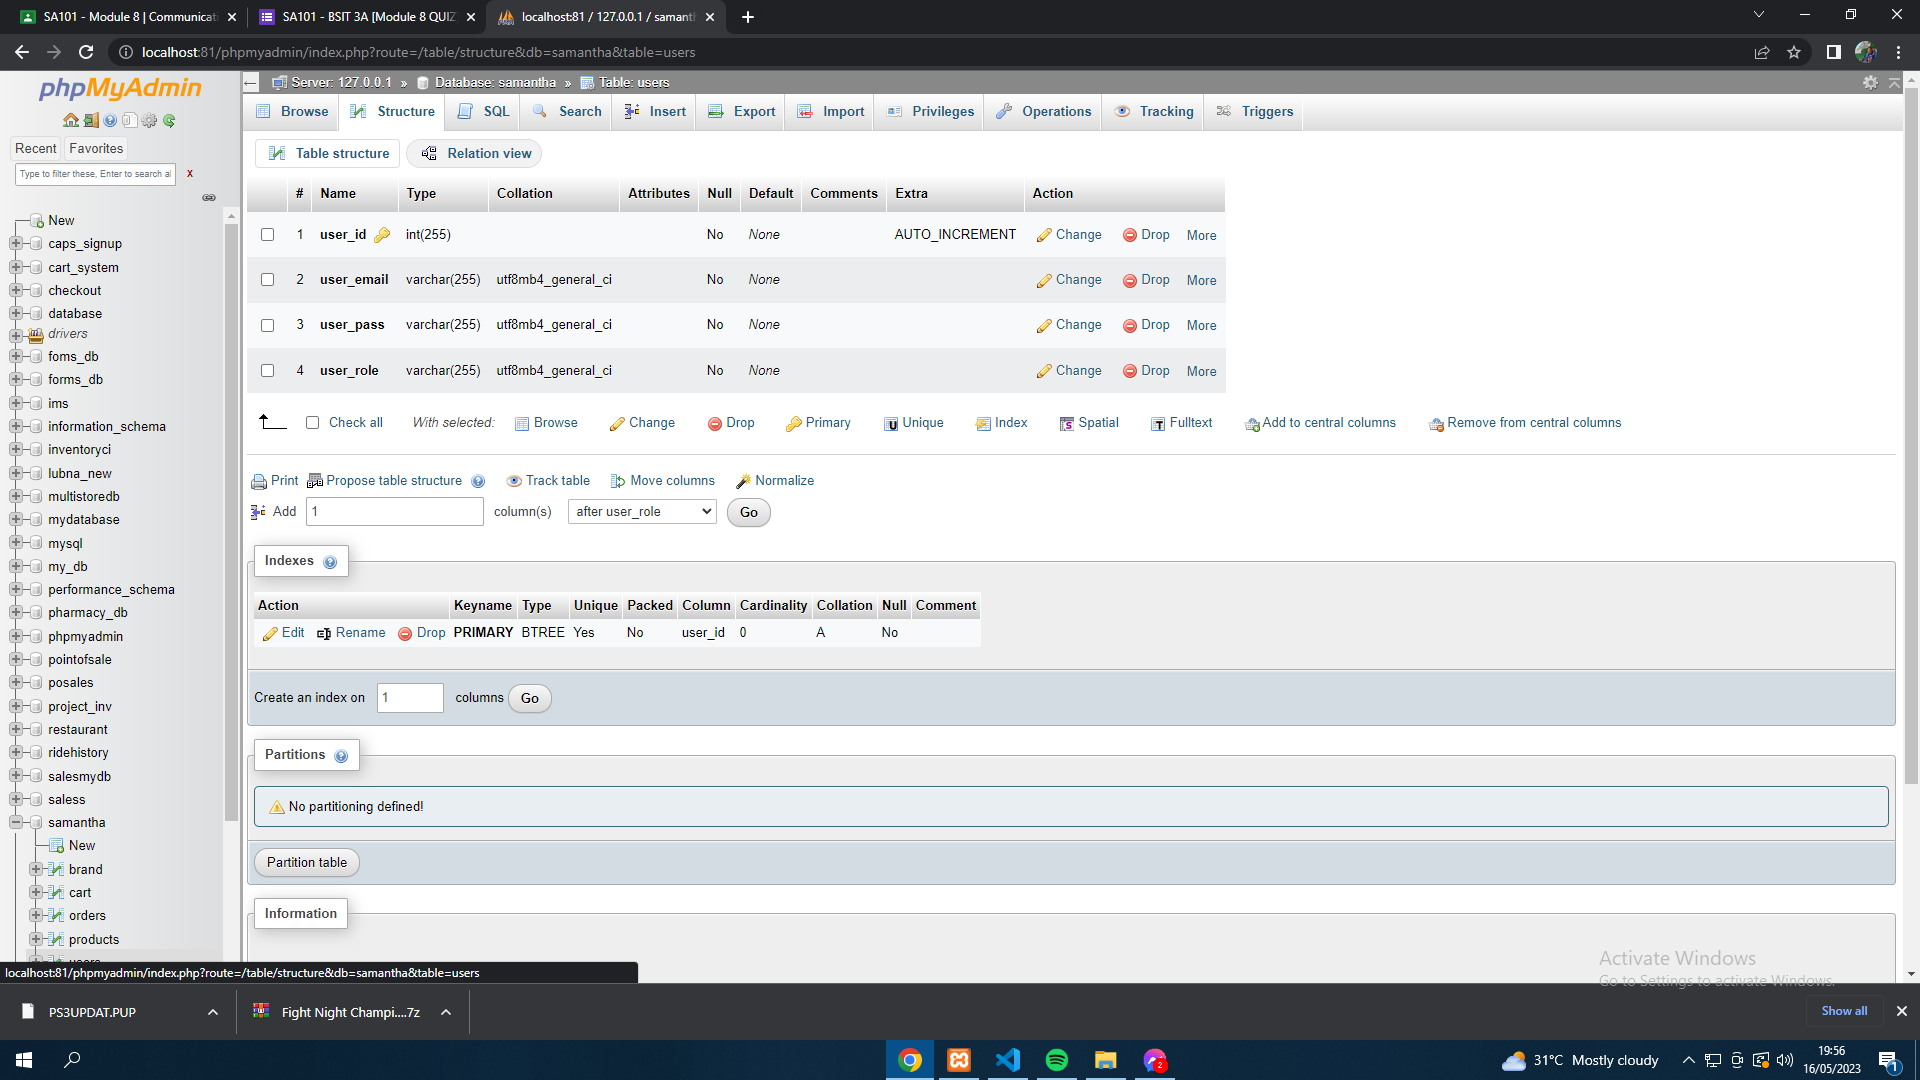 SA101 - Module 8 | Communicati
SA101 - BSIT 3A [Module 8 QUIZ]
localhost:81 / 127.0.0.1 / samanth
localhost:81/phpmyadmin/index.php?route=/table/structure&db=samantha&table=users
phpMyAdmin
Recent Favorites
Type to filter these, Enter to search al X
New
caps_signup
cart_system
checkout
database
drivers
foms_db
forms_db
ims
information_schema
inventoryci
lubna_new
multistoredb
mydatabase
mysql
my_db
performance_schema
pharmacy_db
phpmyadmin
pointofsale
posales
project_inv
restaurant
ridehistory
salesmydb
saless
samantha
New
brand
cart
orders
products
users
Server: 127.0.0.1 » Database: samantha » Table: users
Browse Structure SQL Search Insert Export Import Privileges Operations Tracking Triggers
Table structure Relation view
# Name Type Collation Attributes Null Default Comments Extra Action
1 user_id int(255) No None AUTO_INCREMENT Change Drop More
2 user_email varchar(255) utf8mb4_general_ci No None Change Drop More
3 user_pass varchar(255) utf8mb4_general_ci No None Change Drop More
4 user_role varchar(255) utf8mb4_general_ci No None Change Drop More
Check all With selected: Browse Change Drop Primary Unique Index Spatial Fulltext Add to central columns Remove from central columns
Print Propose table structure Track table Move columns Normalize
Add 1 column(s) after user_role Go
Indexes
Action Keyname Type Unique Packed Column Cardinality Collation Null Comment
Edit Rename Drop PRIMARY BTREE Yes No user_id 0 A No
Create an index on 1 columns Go
Partitions
No partitioning defined!
Partition table
Information
Activate Windows
Go to Settings to activate Windows.
localhost:81/phpmyadmin/index.php?route=/table/structure&db=samantha&table=users
PS3UPDAT.PUP
Fight Night Champi....7z
Show all
31°C Mostly cloudy
2
19:56
16/05/2023
1